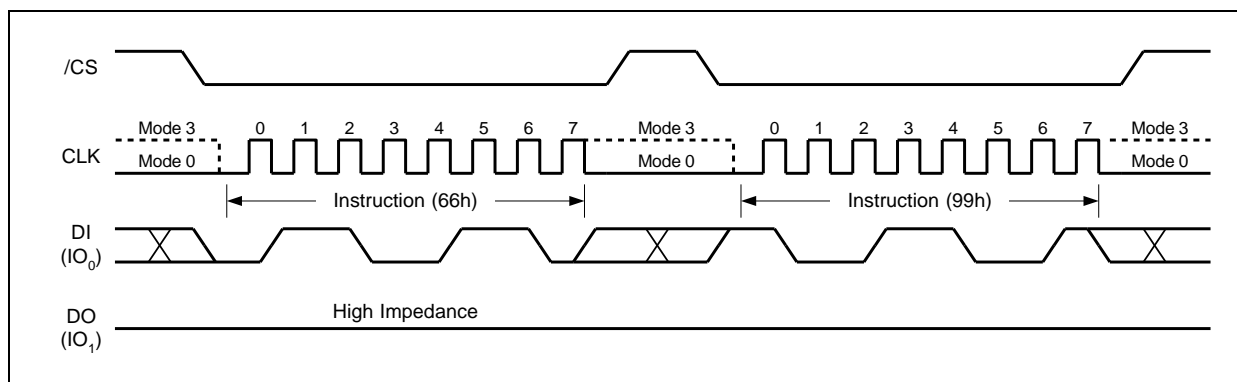 /CS
Mode 3 0 1 2 3 4 5 6 7 Mode 3 0 1 2 3 4 5 6 7 Mode 3
CLK
Mode 0 Mode 0 Mode 0
Instruction (66h) Instruction (99h)
DI
(IO0)
High Impedance
DO
(IO1)